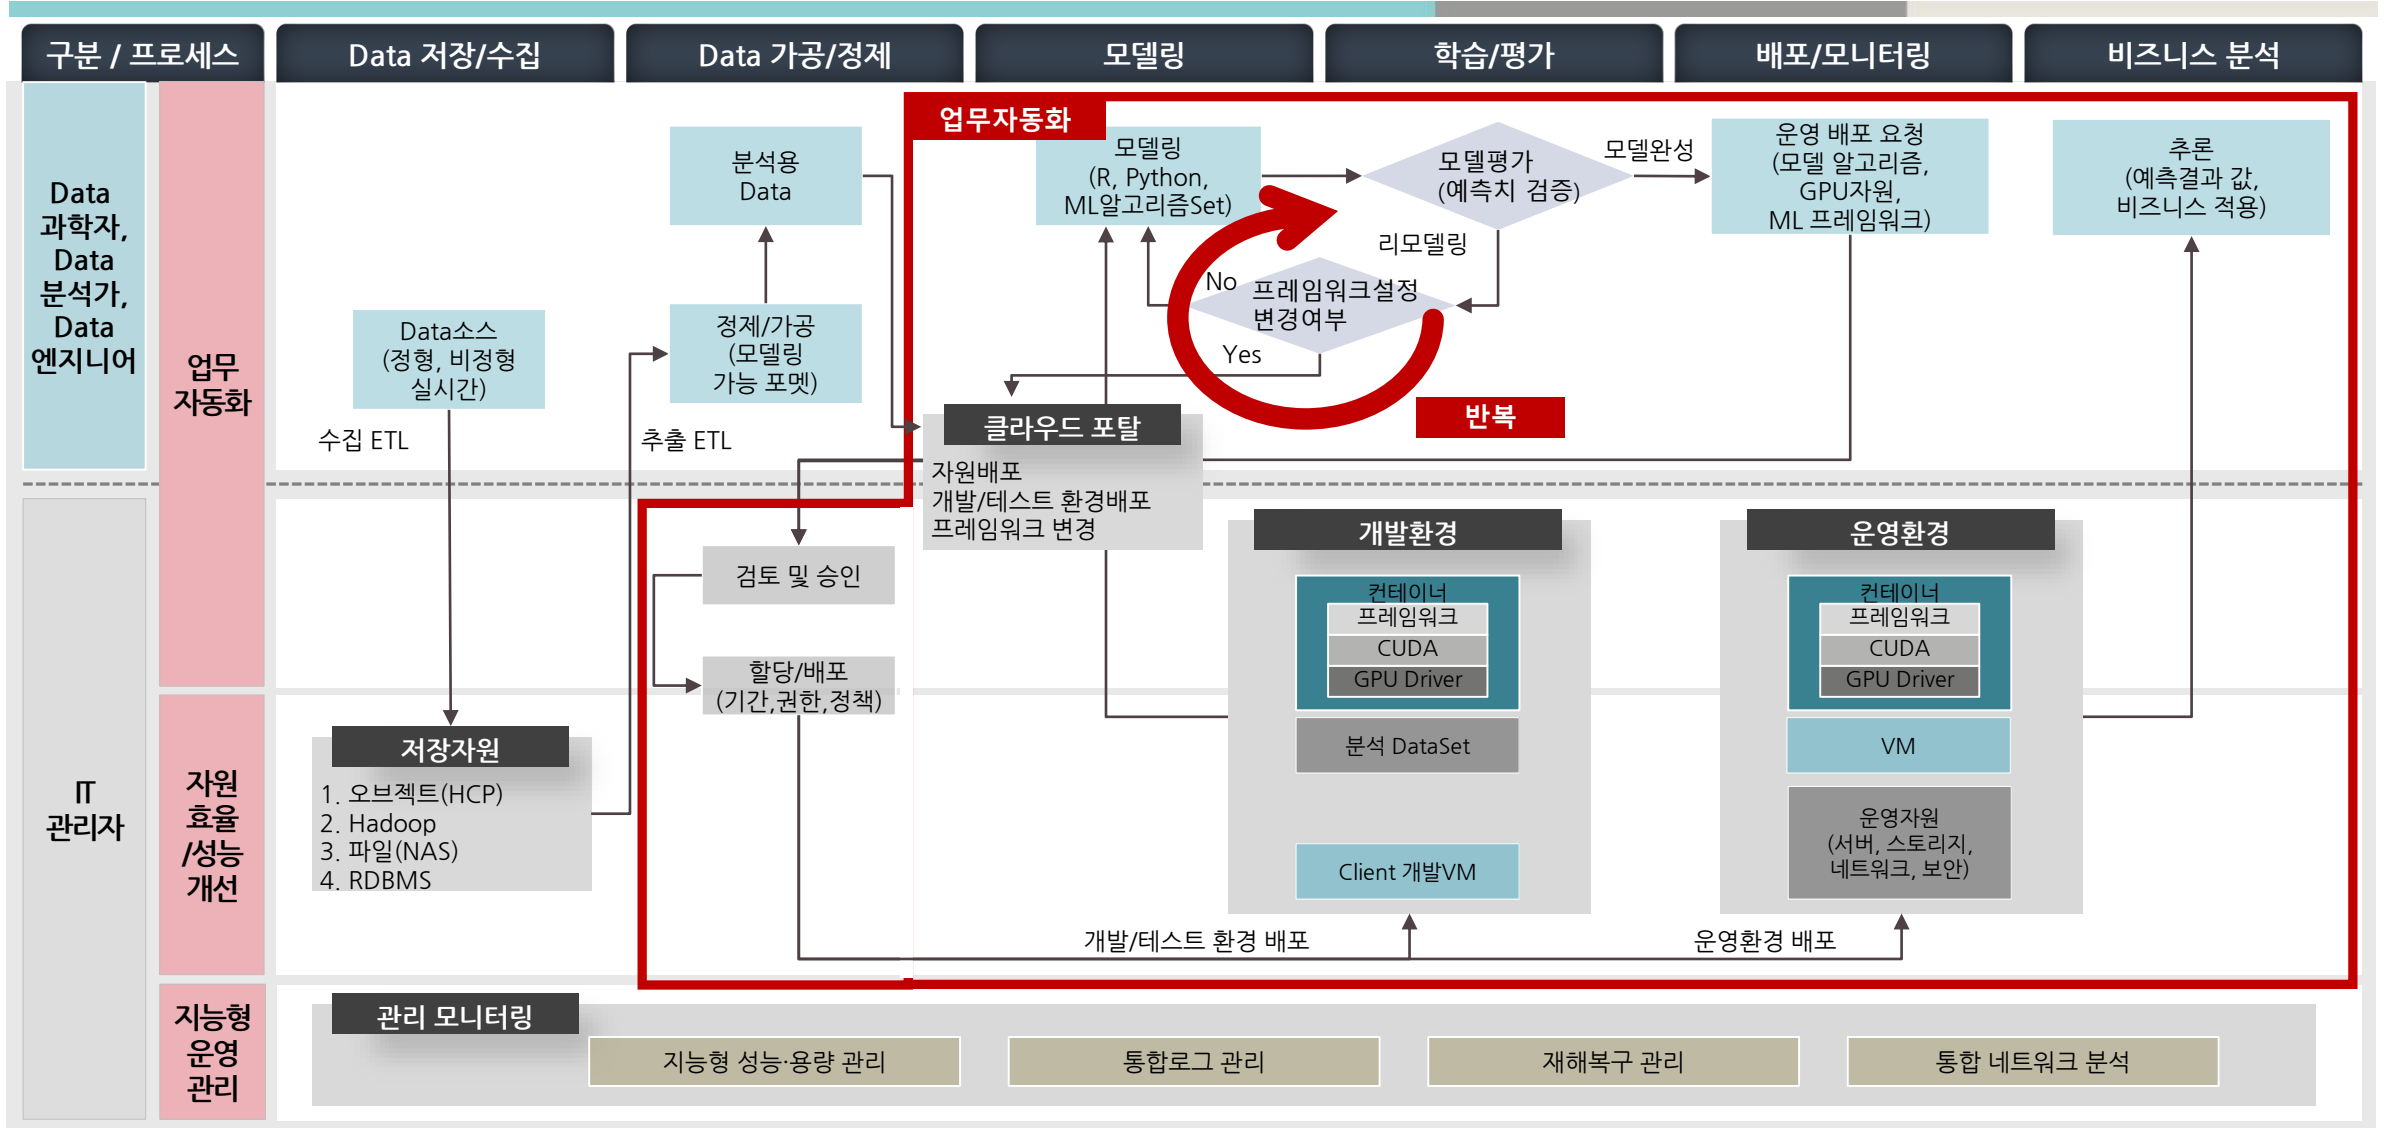 구분 / 프로세스
Data 저장/수집
Data 가공/정제
모델링
학습/평가
배포/모니터링
비즈니스 분석
Data
과학자,
Data
분석가,
Data
엔지니어
업무
자동화
업무자동화
분석용
Data
모델링
(R, Python,
ML알고리즘Set)
모델평가
(예측치 검증)
모델완성
운영 배포 요청
(모델 알고리즘,
GPU자원,
ML 프레임워크)
추론
(예측결과 값,
비즈니스 적용)
리모델링
No
프레임워크설정
변경여부
Yes
반복
Data소스
(정형, 비정형
실시간)
정제/가공
(모델링
가능 포멧)
수집 ETL
추출 ETL
클라우드 포탈
자원배포
개발/테스트 환경배포
프레임워크 변경
IT
관리자
검토 및 승인
할당/배포
(기간,권한,정책)
개발환경
컨테이너
프레임워크
CUDA
GPU Driver
분석 DataSet
Client 개발VM
운영환경
컨테이너
프레임워크
CUDA
GPU Driver
VM
운영자원
(서버, 스토리지,
네트워크, 보안)
자원
효율
/성능
개선
저장자원
1. 오브젝트(HCP)
2. Hadoop
3. 파일(NAS)
4. RDBMS
개발/테스트 환경 배포
운영환경 배포
지능형
운영
관리
관리 모니터링
지능형 성능·용량 관리
통합로그 관리
재해복구 관리
통합 네트워크 분석